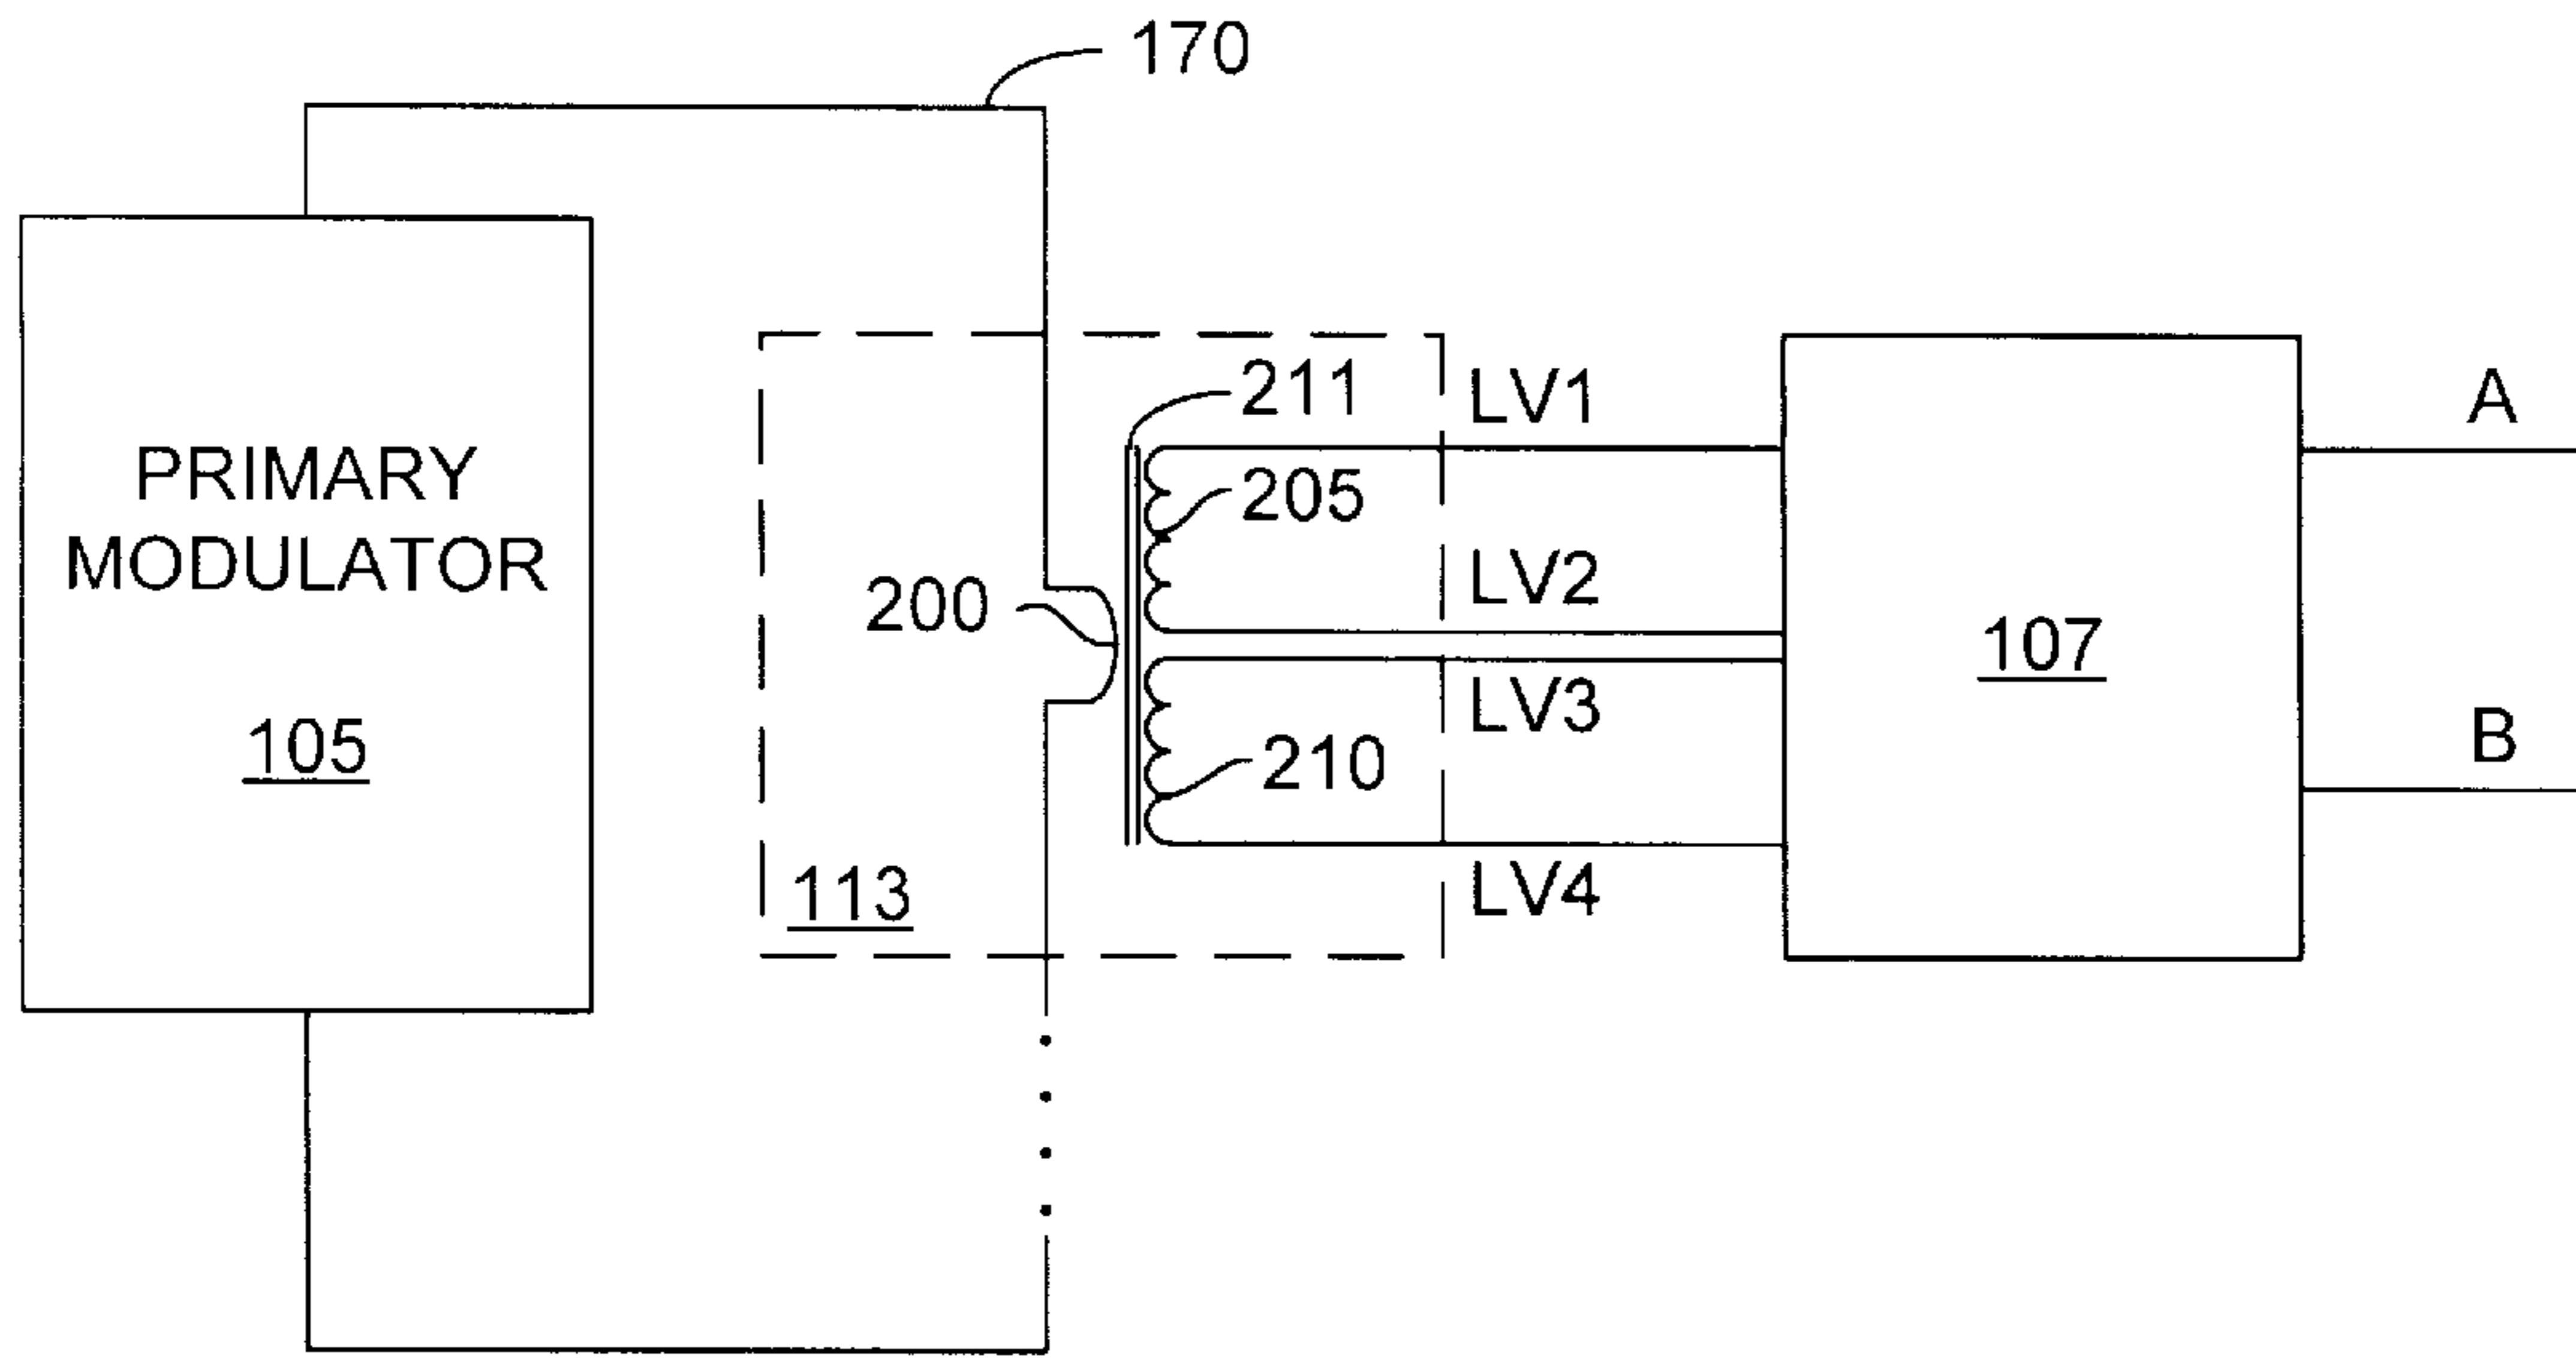 170
211
LV1
A
PRIMARY
205
MODULATOR
LV2
200
107
105
LV3
210
B
113
LV4